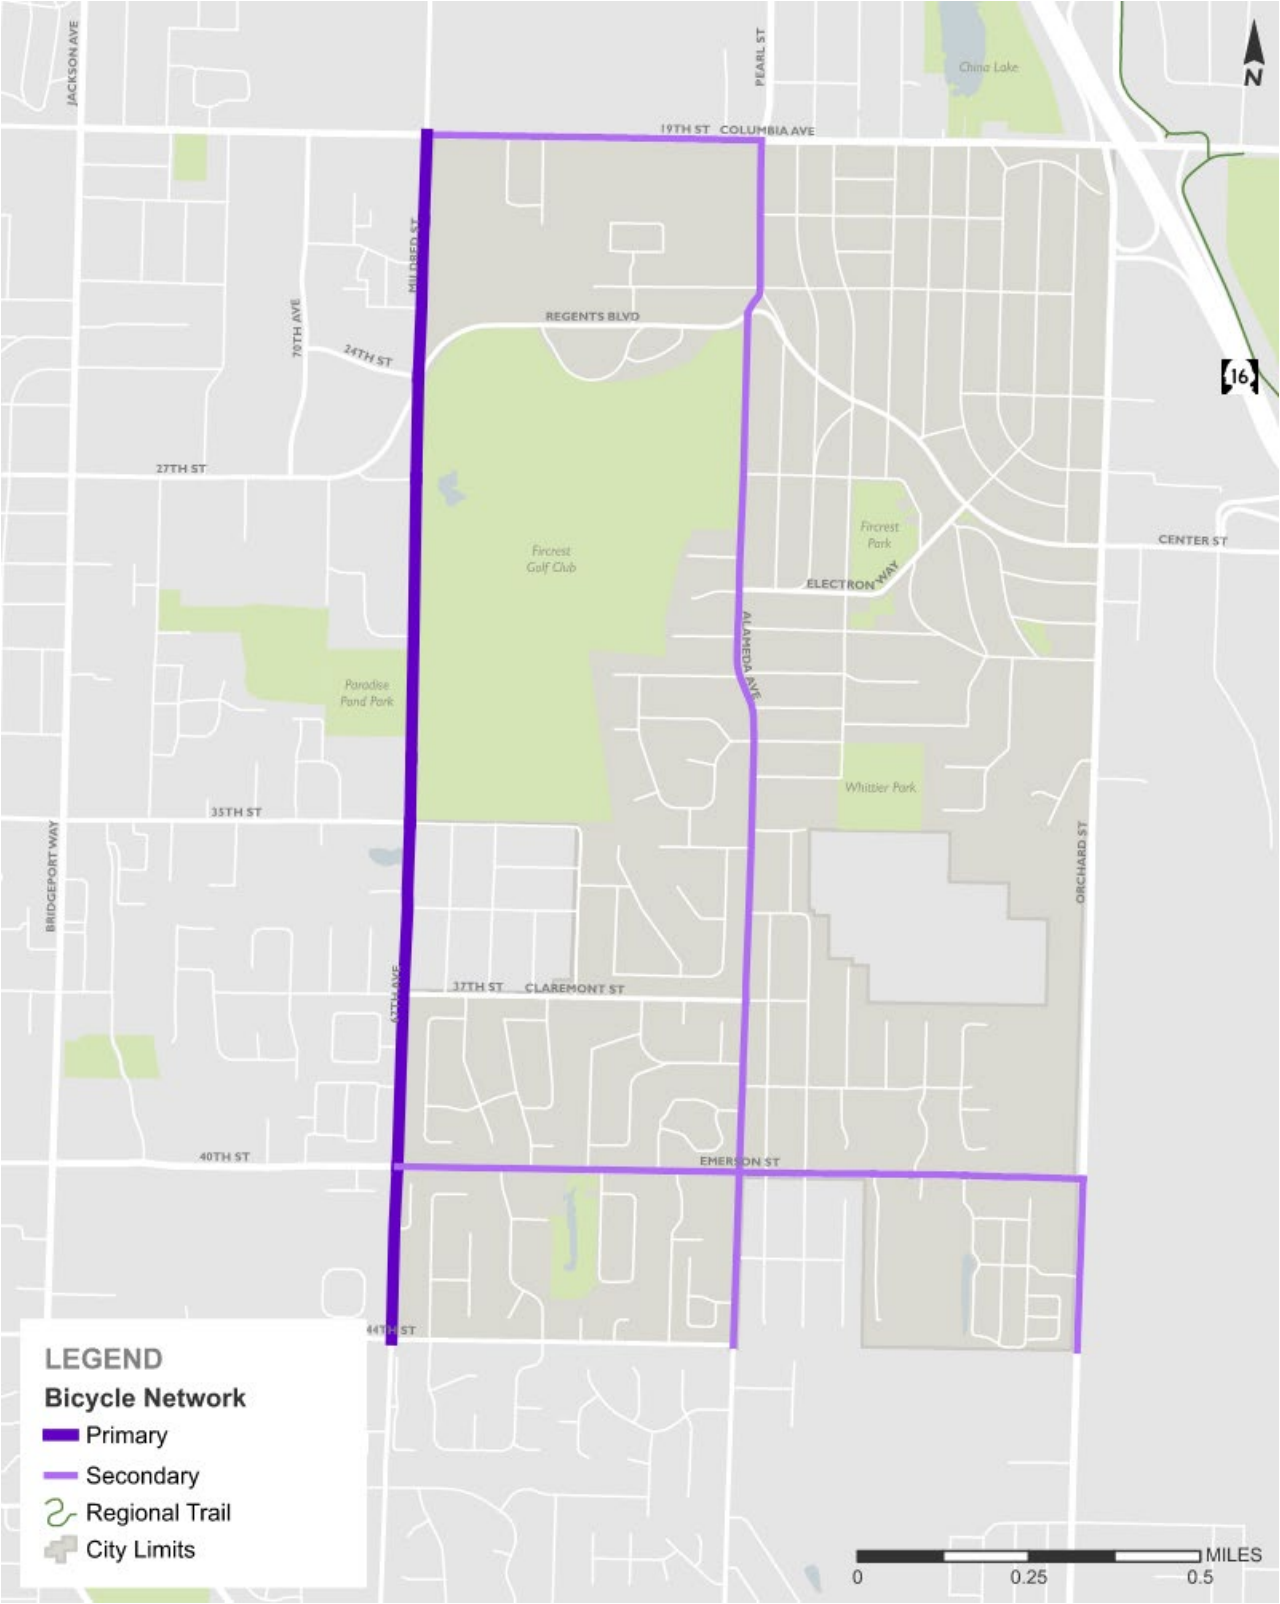 JACKSON AVE
PEARL ST
China Lake
N
19TH ST COLUMBIA AVE
MILDRED ST
70TH AVE
REGENTS BLVD
24TH ST
16
27TH ST
Fircrest
Park
CENTER ST
Fircrest
Golf Club
ELECTRON WAY
ALAMEDA AVE
Paradise
Pond Park
Whittier Park
35TH ST
BRIDGEPORT WAY
ORCHARD ST
67TH AVE
37TH ST CLAREMONT ST
40TH ST
EMERSON ST
44TH ST
LEGEND
Bicycle Network
Primary
Secondary
Regional Trail
City Limits
MILES
0 0.25 0.5